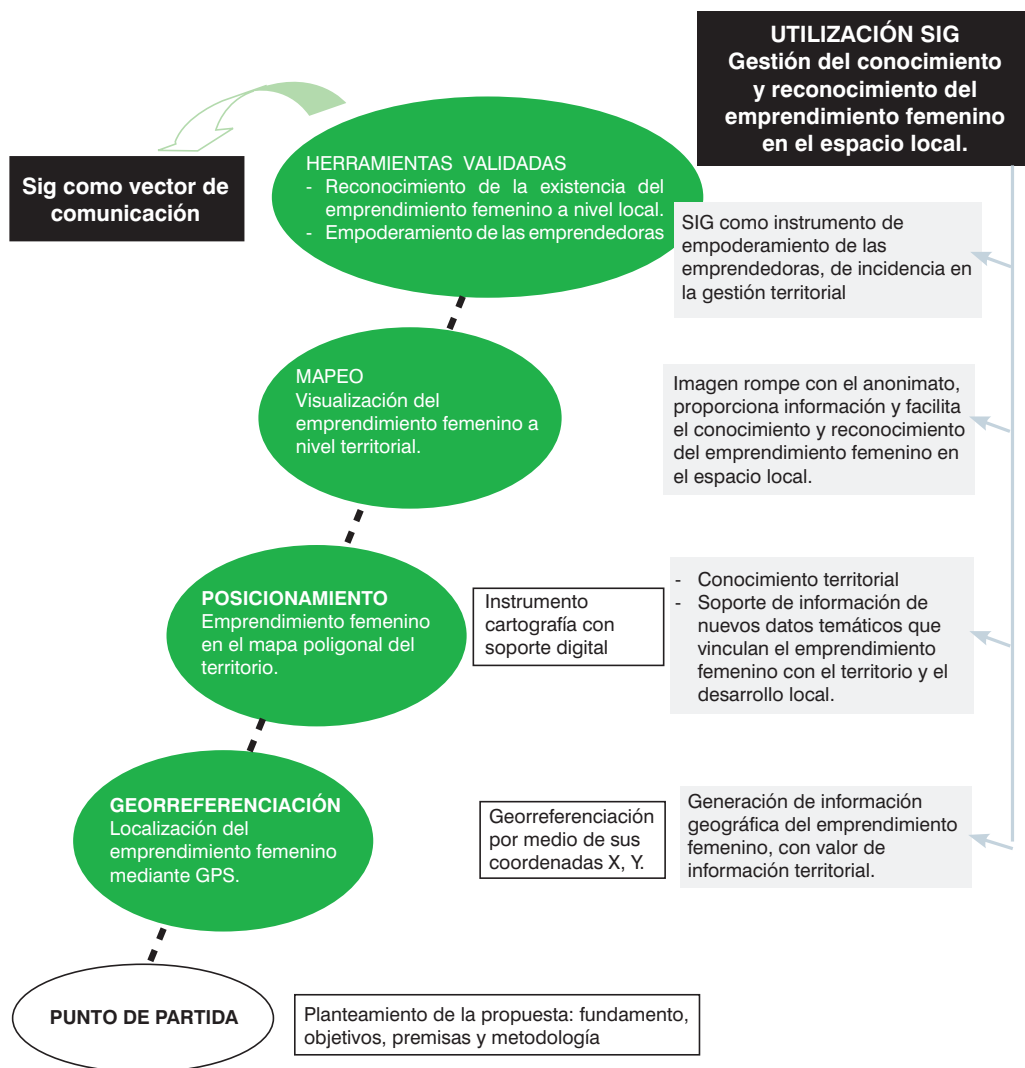 UTILIZACIÓN SIG
Gestión del conocimiento
y reconocimiento del
emprendimiento femenino
en el espacio local.
Sig como vector de
comunicación
HERRAMIENTAS VALIDADAS
- Reconocimiento de la existencia del
emprendimiento femenino a nivel local.
- Empoderamiento de las emprendedoras
SIG como instrumento de
empoderamiento de las
emprendedoras, de incidencia en
la gestión territorial
MAPEO
Visualización del
emprendimiento femenino a
nivel territorial.
Imagen rompe con el anonimato,
proporciona información y facilita
el conocimiento y reconocimiento
del emprendimiento femenino en
el espacio local.
POSICIONAMIENTO
Emprendimiento femenino
en el mapa poligonal del
territorio.
Instrumento
cartografía con
soporte digital
- Conocimiento territorial
- Soporte de información de
nuevos datos temáticos que
vinculan el emprendimiento
femenino con el territorio y el
desarrollo local.
GEORREFERENCIACIÓN
Localización del
emprendimiento femenino
mediante GPS.
Georreferenciación
por medio de sus
coordenadas X, Y.
Generación de información
geográfica del emprendimiento
femenino, con valor de
información territorial.
PUNTO DE PARTIDA
Planteamiento de la propuesta: fundamento,
objetivos, premisas y metodología